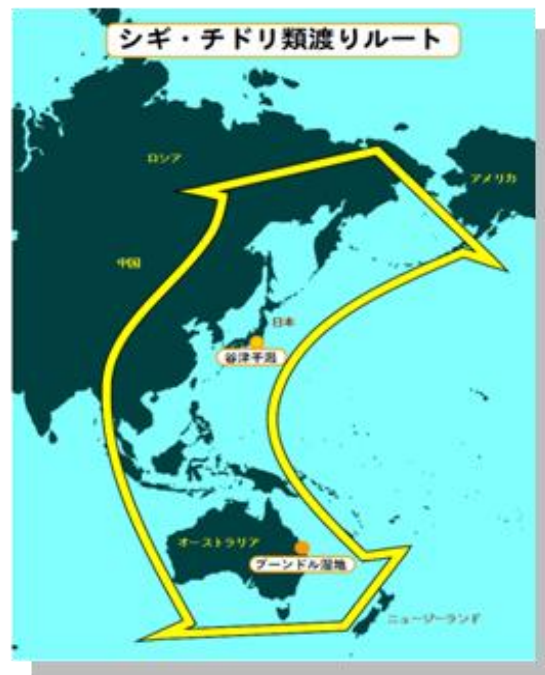 シギ・チドリ類渡りルート
ロシア
アメリカ
中国
日本
谷津干潟
オーストラリア
ブーンドル湿地
ニュージーランド